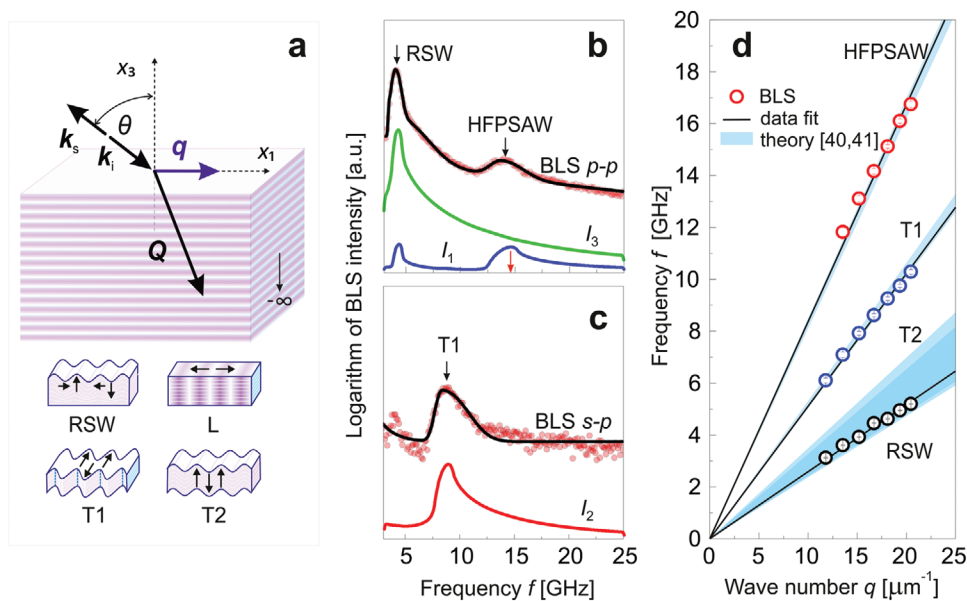 a
x3
θ
ks
ki
q
x1
Q
-∞
RSW
L
T1
T2
b
RSW
HFPSAW
BLS p-p
I3
I1
c
T1
BLS s-p
I2
Logarithm of BLS intensity [a.u.]
5 10 15 20 25
Frequency f [GHz]
d
20
18
16
14
12
10
8
6
4
2
0
Frequency f [GHz]
HFPSAW
BLS
data fit
theory [40,41]
T1
T2
RSW
0 5 10 15 20 25
Wave number q [μm⁻¹]